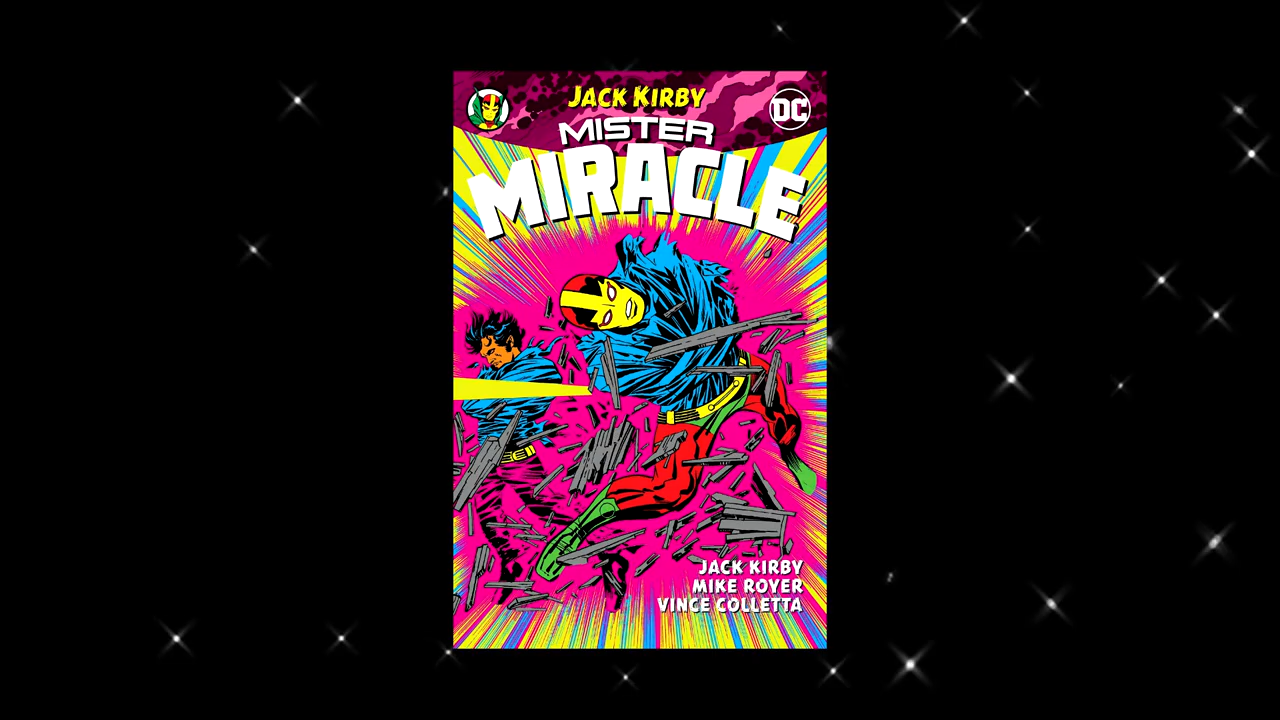 JACK KIRBY
DC
MISTER
MIRACLE
JACK KIRBY
MIKE ROYER
VINCE COLLETTA